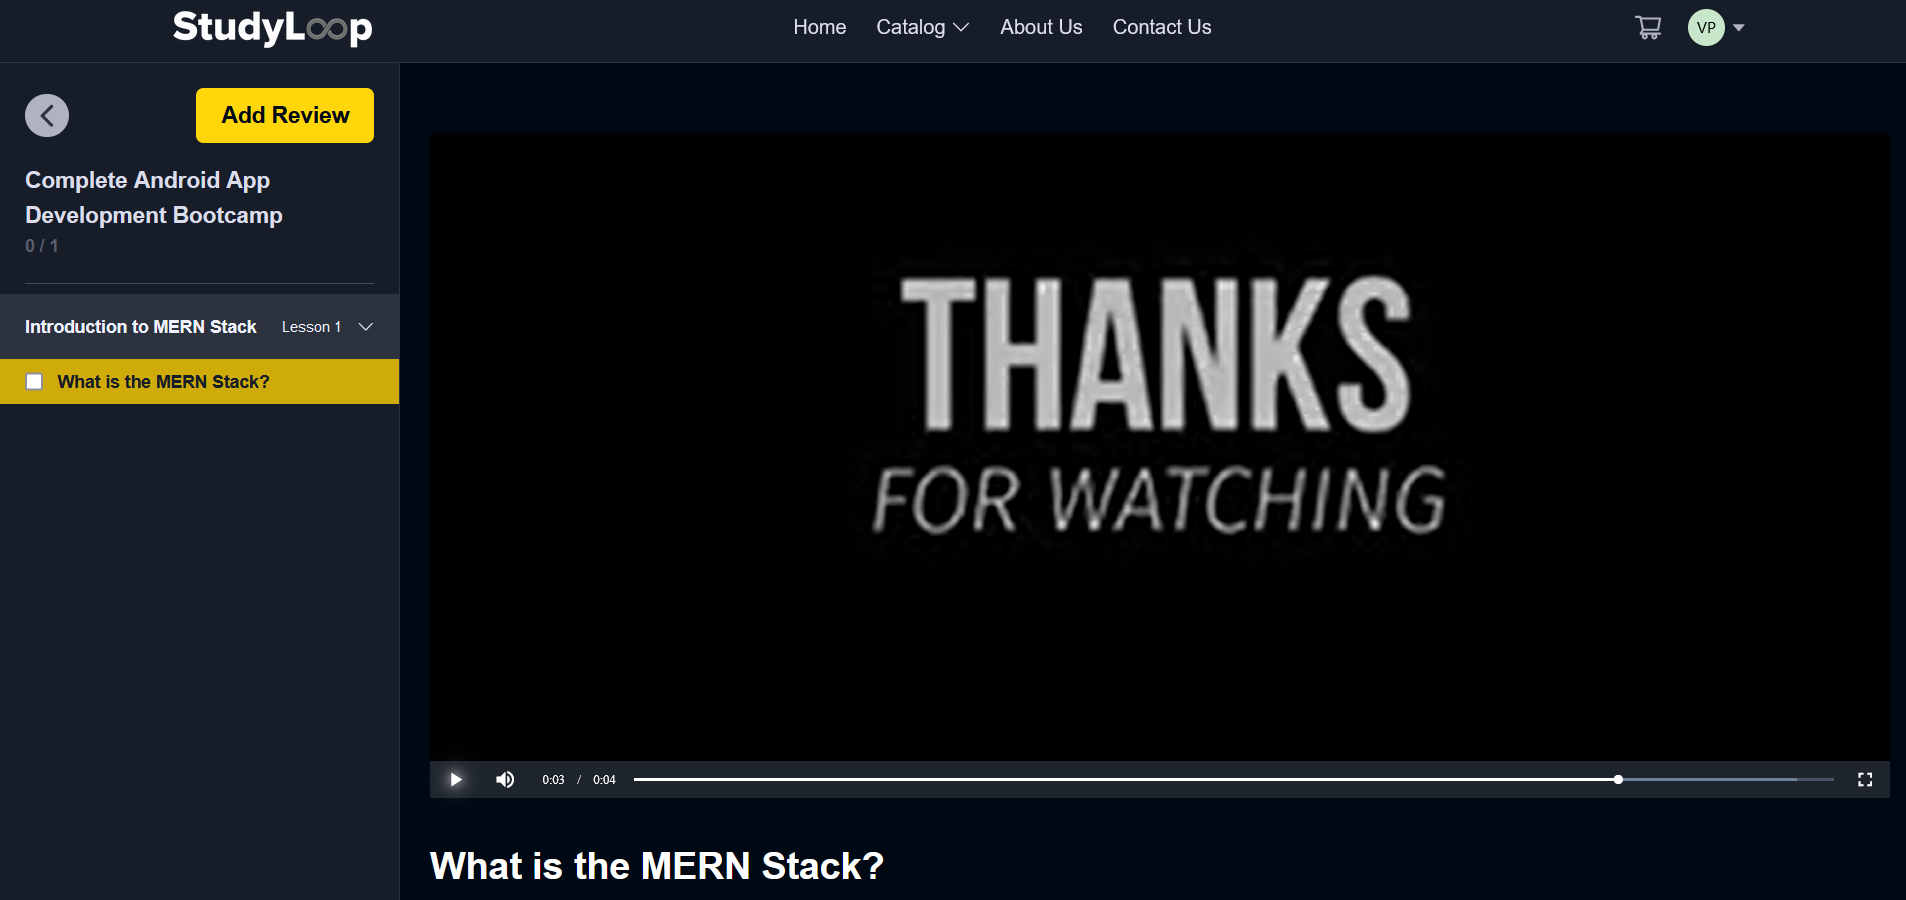 StudyLoop
Home
Catalog
About Us
Contact Us
VP
Add Review
Complete Android App
Development Bootcamp
0 / 1
Introduction to MERN Stack
Lesson 1
What is the MERN Stack?
THANKS
FOR WATCHING
0:03 / 0:04
What is the MERN Stack?